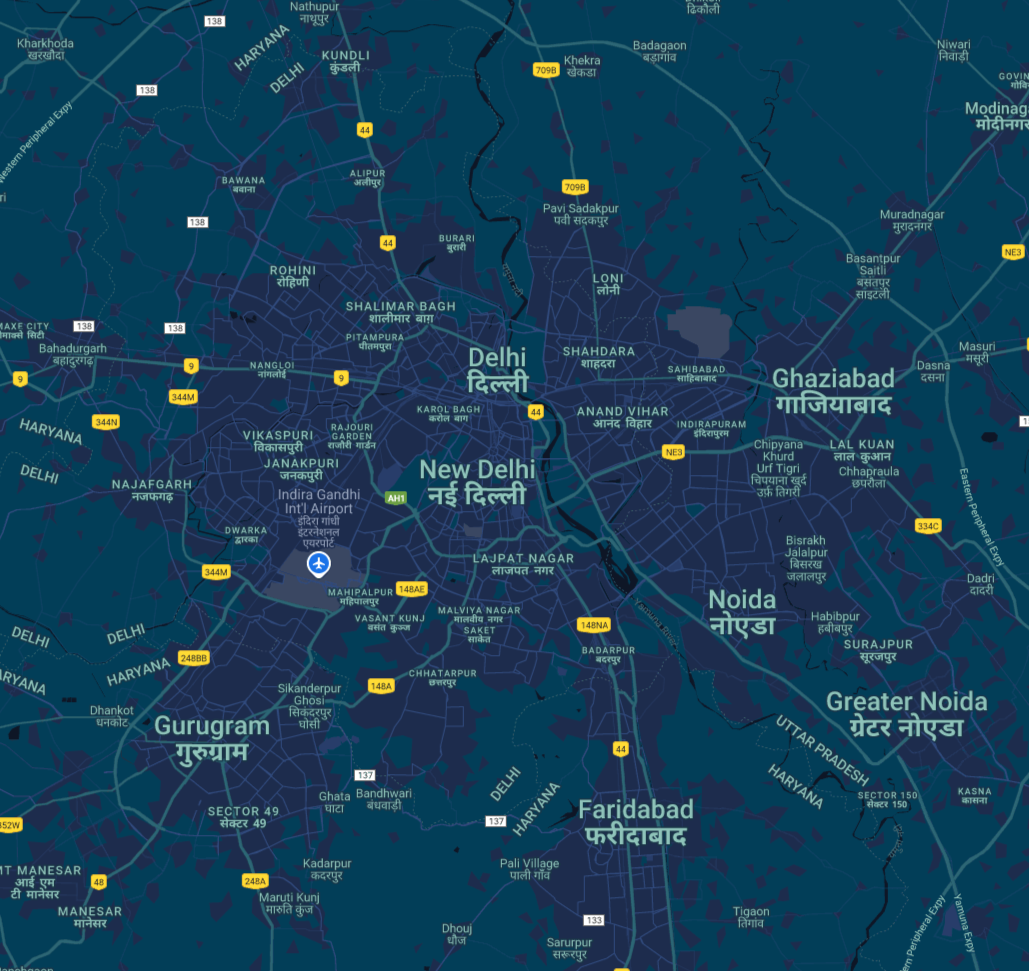 Nathupur
नाथूपुर
ढिकौली
138
Kharkhoda
खरखौदा
HARYANA
DELHI
KUNDLI
कुंडली
Khekra
खेकडा
709B
Badagaon
बड़ागांव
Niwari
निवाड़ी
138
Western Peripheral Expy
44
Modinag
मोदीनगर
BAWANA
बवाना
ALIPUR
अलीपुर
709B
138
Pavi Sadakpur
पवी सदकपुर
Muradnagar
मुरादनगर
44
BURARI
बुरारी
NE3
ROHINI
रोहिणी
LONI
लोनी
Basantpur
Saitli
बसंतपुर
साइटली
SHALIMAR BAGH
शालीमार बाग़
MAXE CITY
138
138
PITAMPURA
पीतमपुरा
Bahadurgarh
बहादुरगढ़
Delhi
दिल्ली
SHAHDARA
शाहदरा
Masuri
मसूरी
9
NANGLOI
नांगलोई
9
9
SAHIBABAD
साहिबाबाद
Ghaziabad
गाजियाबाद
Dasna
दसना
344M
344N
KAROL BAGH
करोल बाग
44
ANAND VIHAR
आनंद विहार
INDIRAPURAM
इंदिरापुरम
HARYANA
DELHI
VIKASPURI
विकासपुरी
RAJOURI
GARDEN
राजौरी गार्डन
NE3
Chipyana
Khurd
Urf Tigri
चिपयाना खुर्द
उर्फ़ तिगरी
LAL KUAN
लाल कुआन
JANAKPURI
जनकपुरी
New Delhi
नई दिल्ली
Chhapraula
छपरौला
NAJAFGARH
नजफगढ़
Indira Gandhi
Int'l Airport
इंदिरा गांधी
इंटरनेशनल
एयरपोर्ट
AH1
Eastern Peripheral Expy
DWARKA
द्वारका
334C
LAJPAT NAGAR
लाजपत नगर
Bisrakh
Jalalpur
बिसरख
जलालपुर
344M
MAHIPALPUR
महिपालपुर
148AE
Dadri
दादरी
Noida
नोएडा
VASANT KUNJ
बसंत कुञ्ज
MALVIYA NAGAR
मालवीय नगर
SAKET
साकेत
148NA
Habibpur
हबीबपुर
DELHI
DELHI
HARYANA
HARYANA
248BB
BADARPUR
बदरपुर
SURAJPUR
सूरजपुर
CHHATARPUR
छत्तरपुर
148A
Sikanderpur
Ghosi
सिकंदरपुर
घोसी
Dhankot
धनकोट
Gurugram
गुरुग्राम
Greater Noida
ग्रेटर नोएडा
44
UTTAR PRADESH
HARYANA
137
DELHI
HARYANA
Ghata
घाटा
Bandhwari
बंधवाड़ी
SECTOR 150
सेक्टर 150
KASNA
कासना
SECTOR 49
सेक्टर 49
137
Faridabad
फरीदाबाद
352W
Kadarpur
कदरपुर
Pali Village
पाली गाँव
MT MANESAR
आई एम
टी मानेसर
48
248A
Maruti Kunj
मारुति कुंज
MANESAR
मानेसर
133
Tigaon
तिगांव
Dhouj
धौज
Sarurpur
सरूरपुर
Yamuna Expy